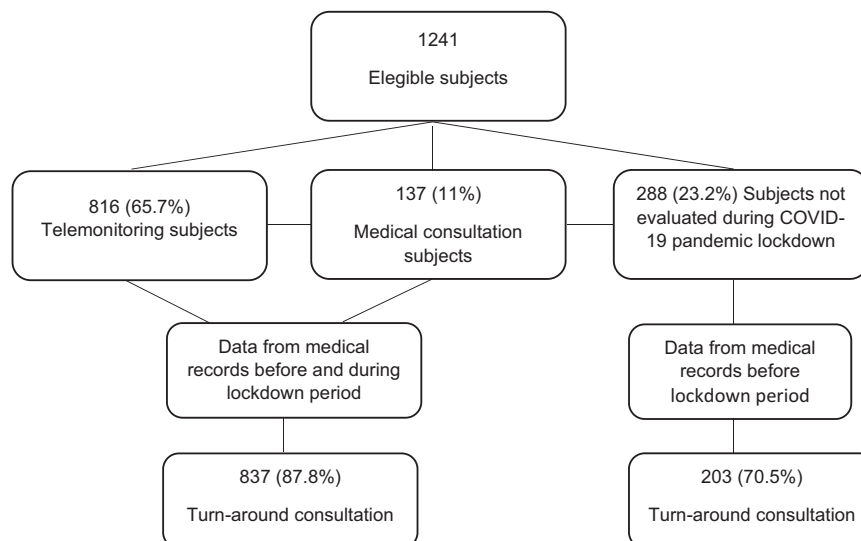 1241
Elegible subjects
816 (65.7%)
Telemonitoring subjects
137 (11%)
Medical consultation
subjects
288 (23.2%) Subjects not
evaluated during COVID-
19 pandemic lockdown
Data from medical
records before and during
lockdown period
Data from medical
records before
lockdown period
837 (87.8%)
Turn-around consultation
203 (70.5%)
Turn-around consultation